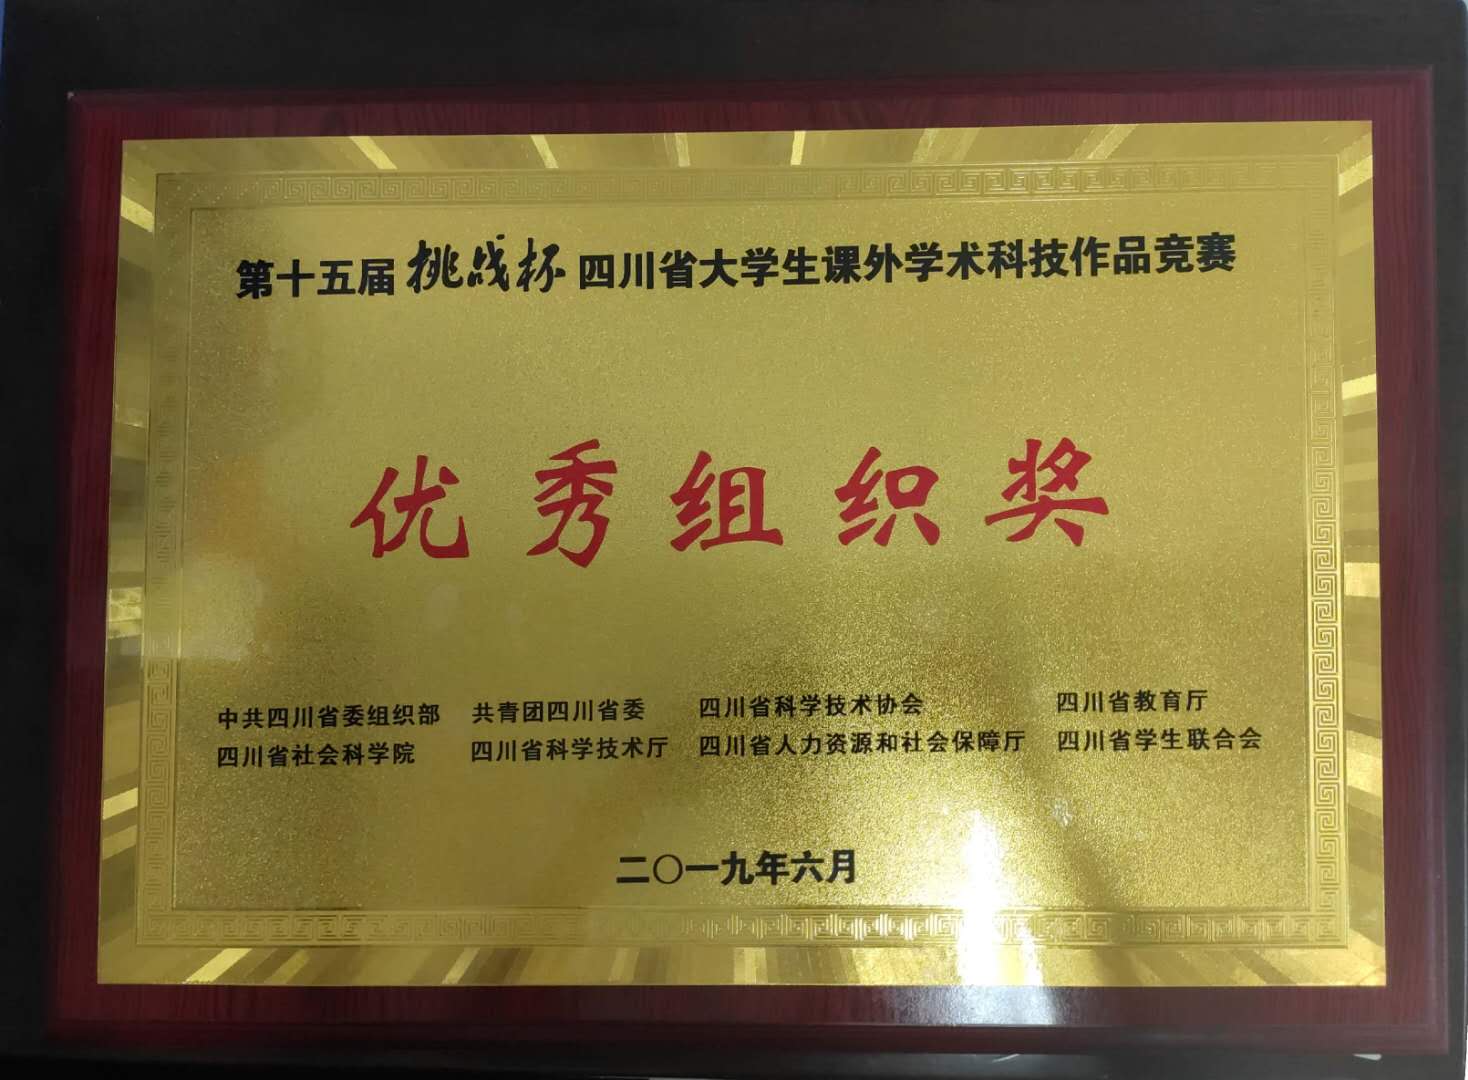 第十五届挑战杯四川省大学生课外学术科技作品竞赛
优秀组织奖
中共四川省委组织部 共青团四川省委 四川省科学技术协会 四川省教育厅
四川省社会科学院 四川省科学技术厅 四川省人力资源和社会保障厅 四川省学生联合会
二〇一九年六月